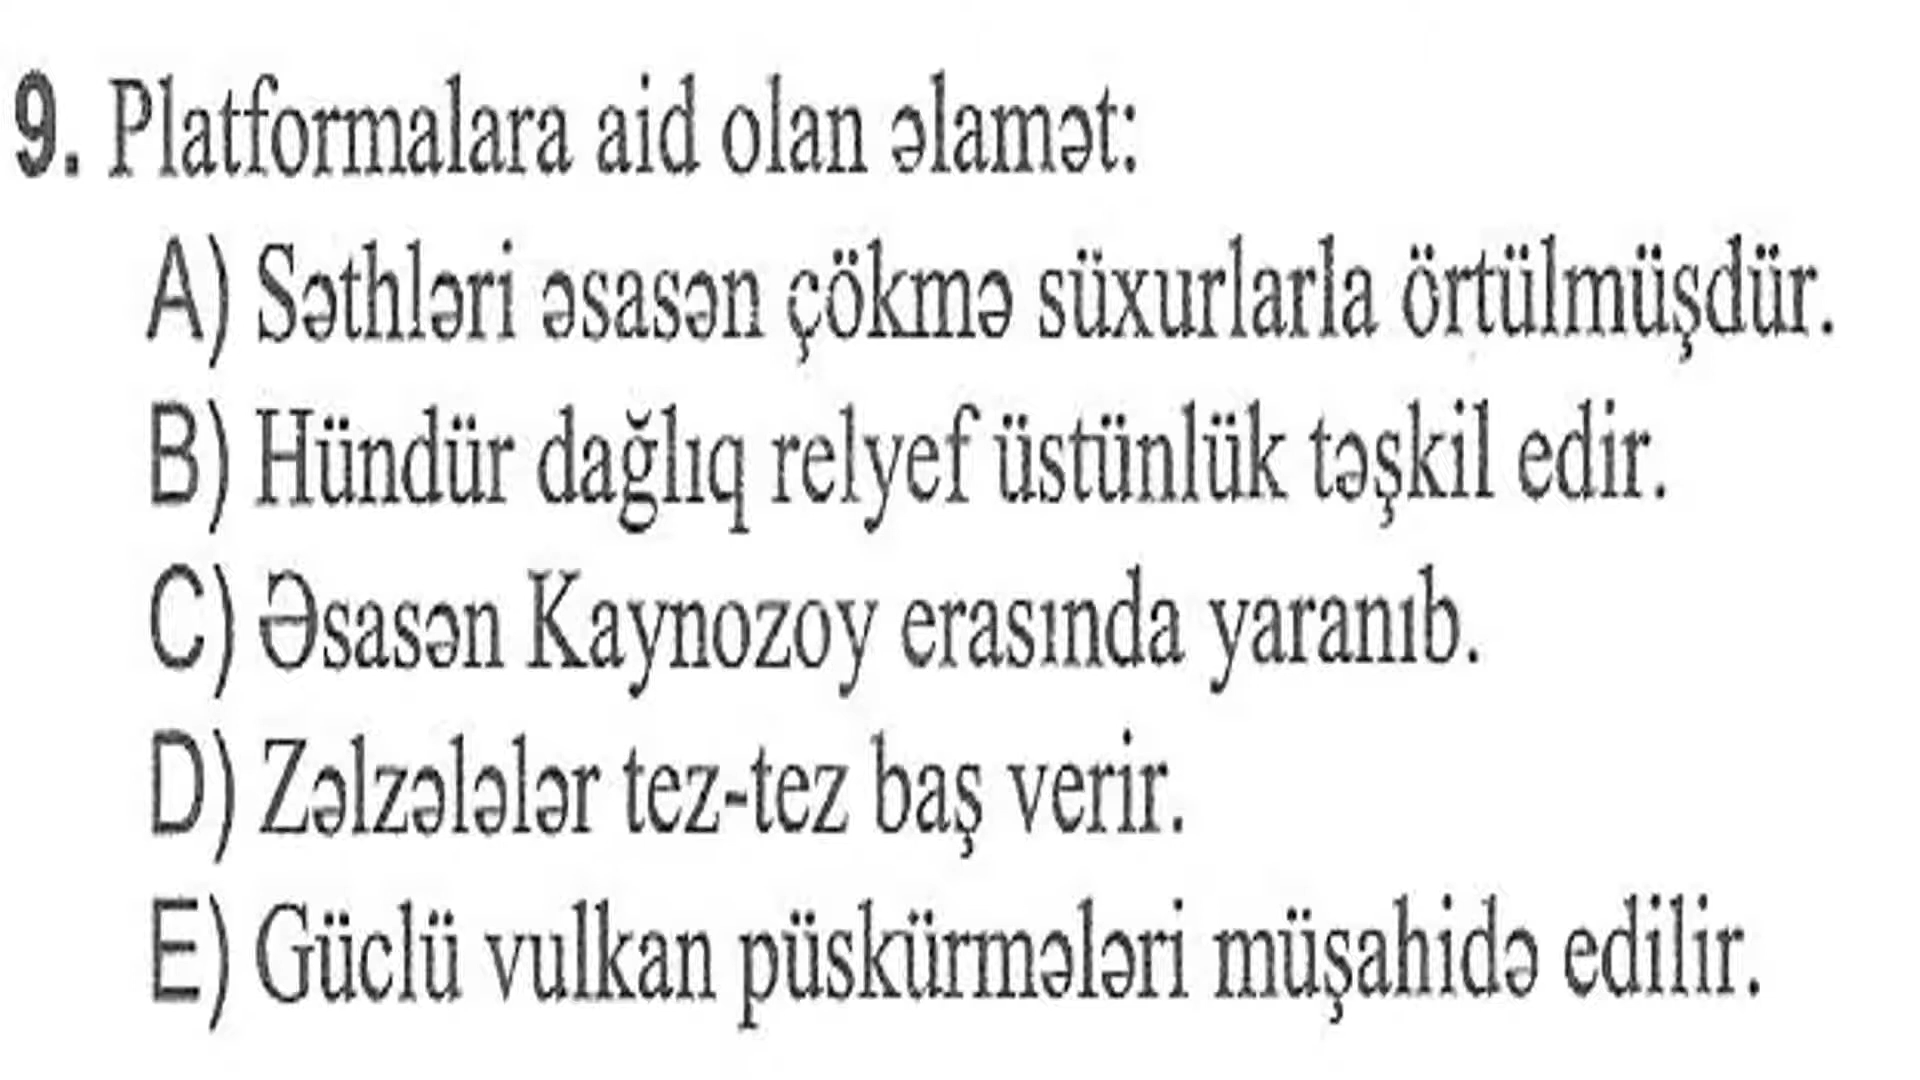 9. Platformalara aid olan əlamət:
A) Səthləri əsasən çökmə süxurlarla örtülmüşdür.
B) Hündür dağlıq relyef üstünlük təşkil edir.
C) Əsasən Kaynozoy erasında yaranıb.
D) Zəlzələlər tez-tez baş verir.
E) Güclü vulkan püskürmələri müşahidə edilir.